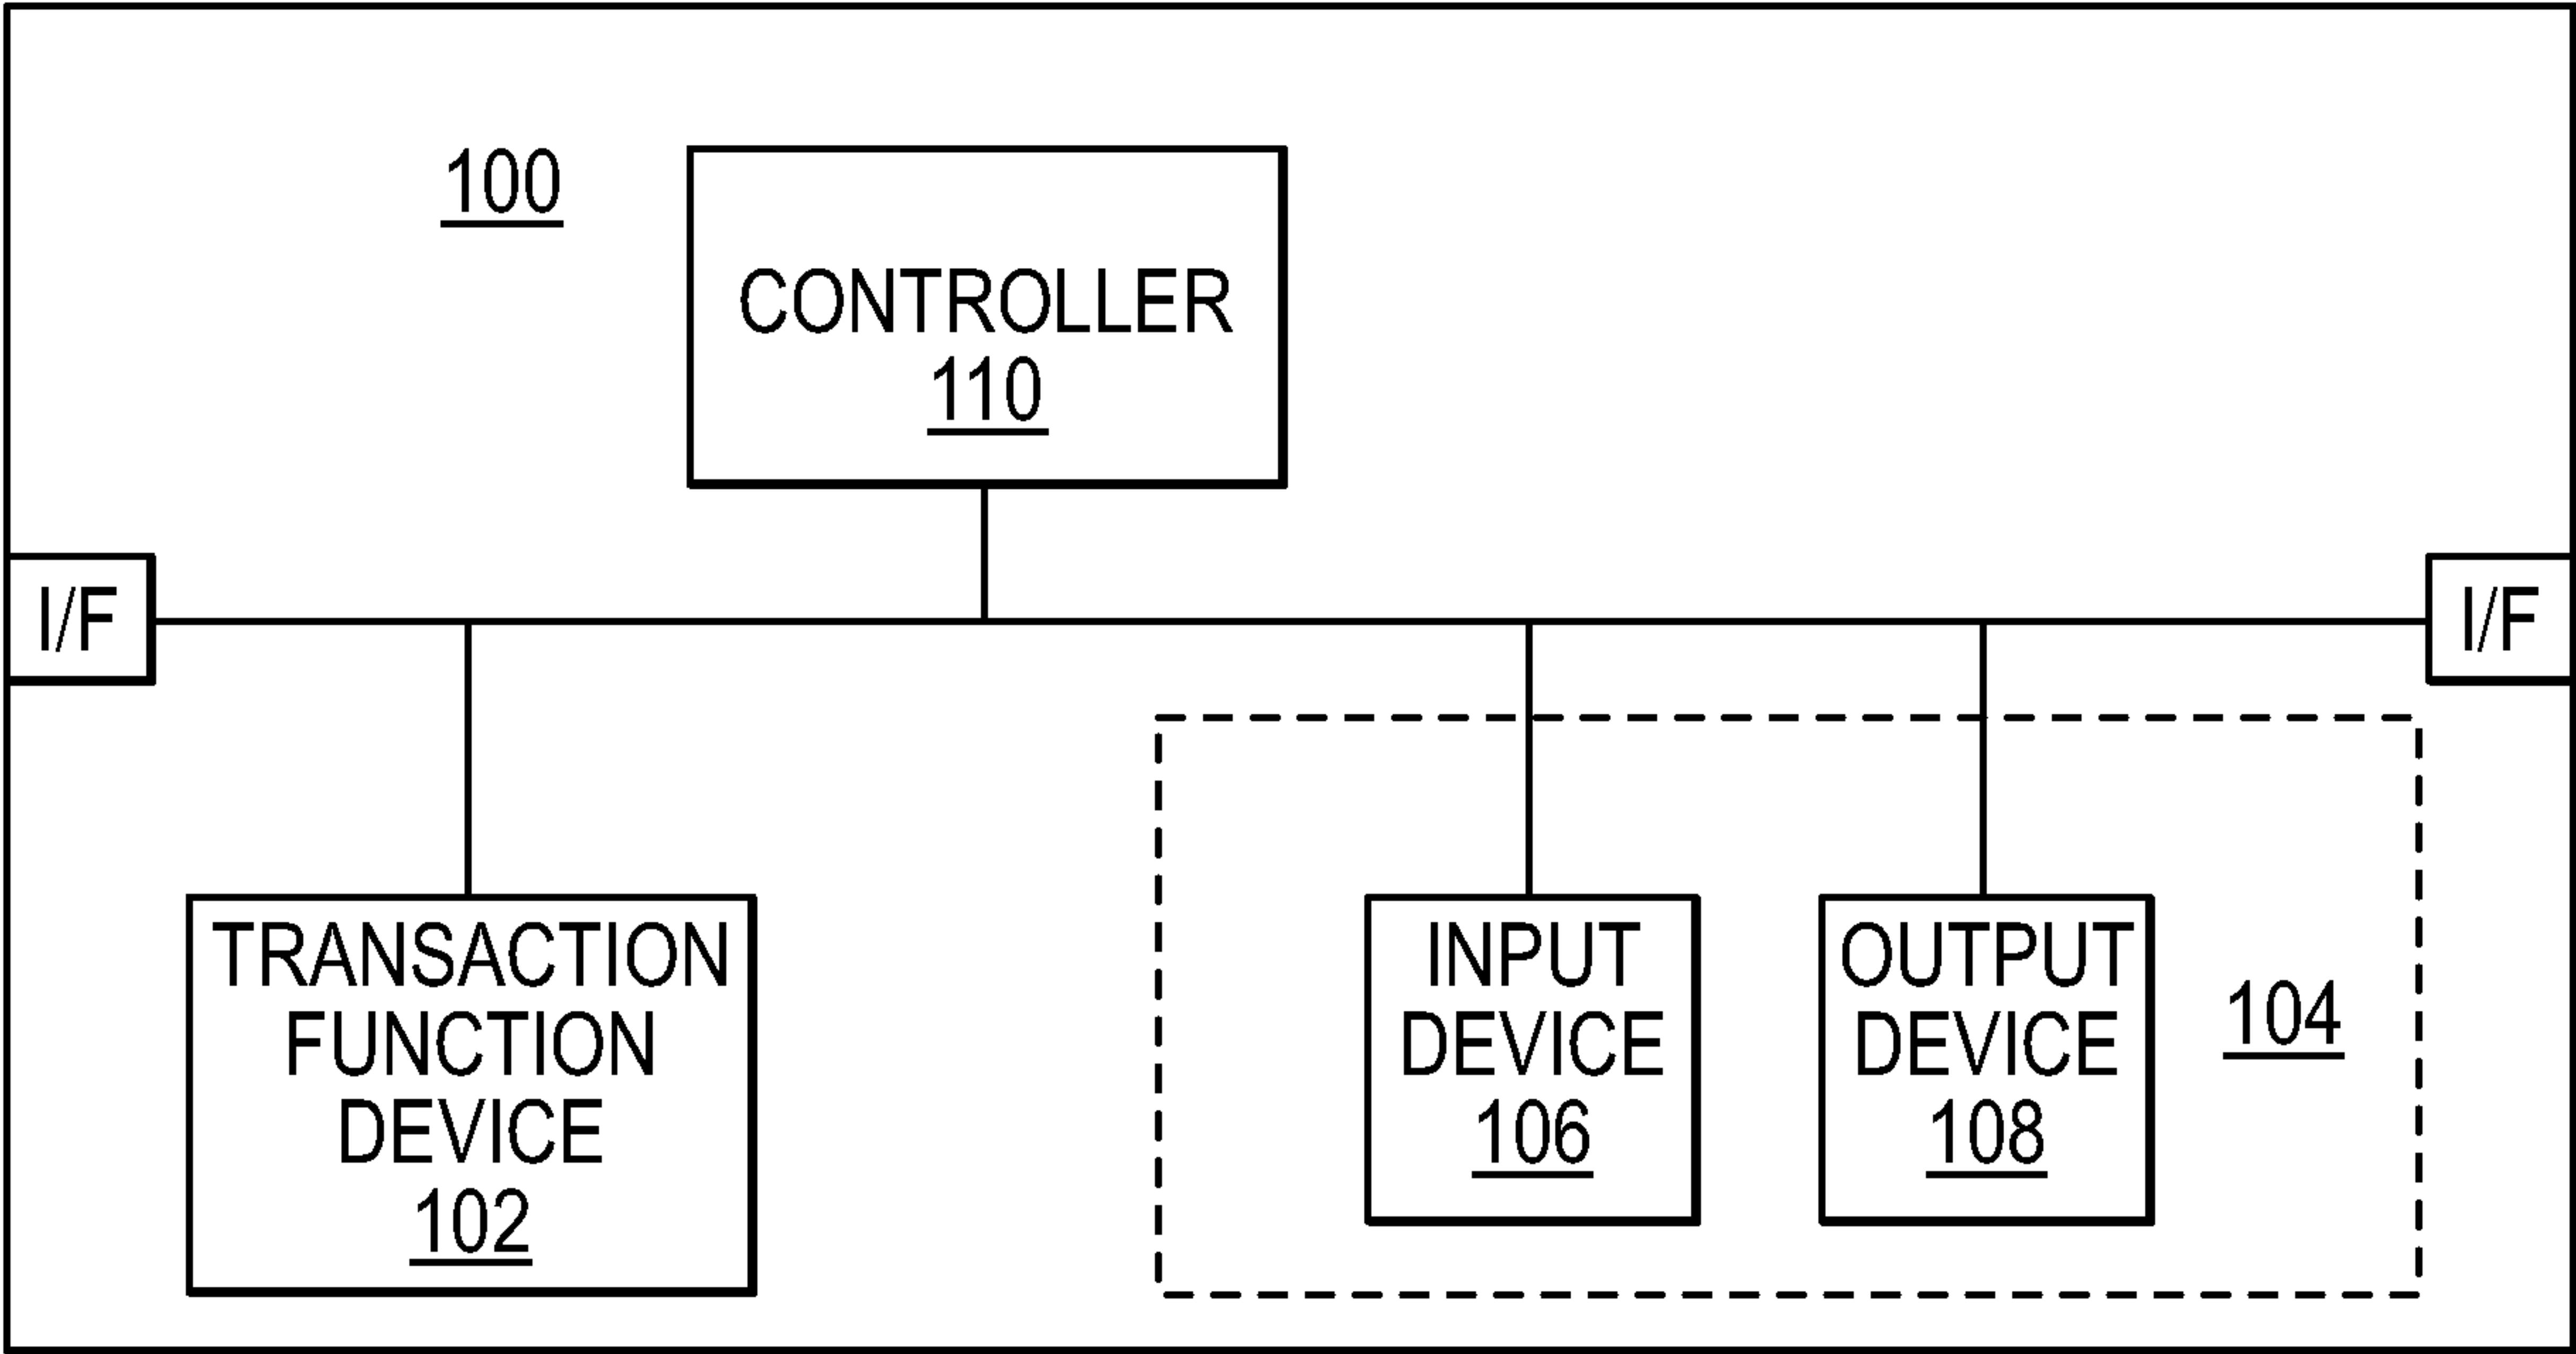 100
CONTROLLER
110
I/F
I/F
TRANSACTION
FUNCTION
DEVICE
102
INPUT
DEVICE
106
OUTPUT
DEVICE
108
104